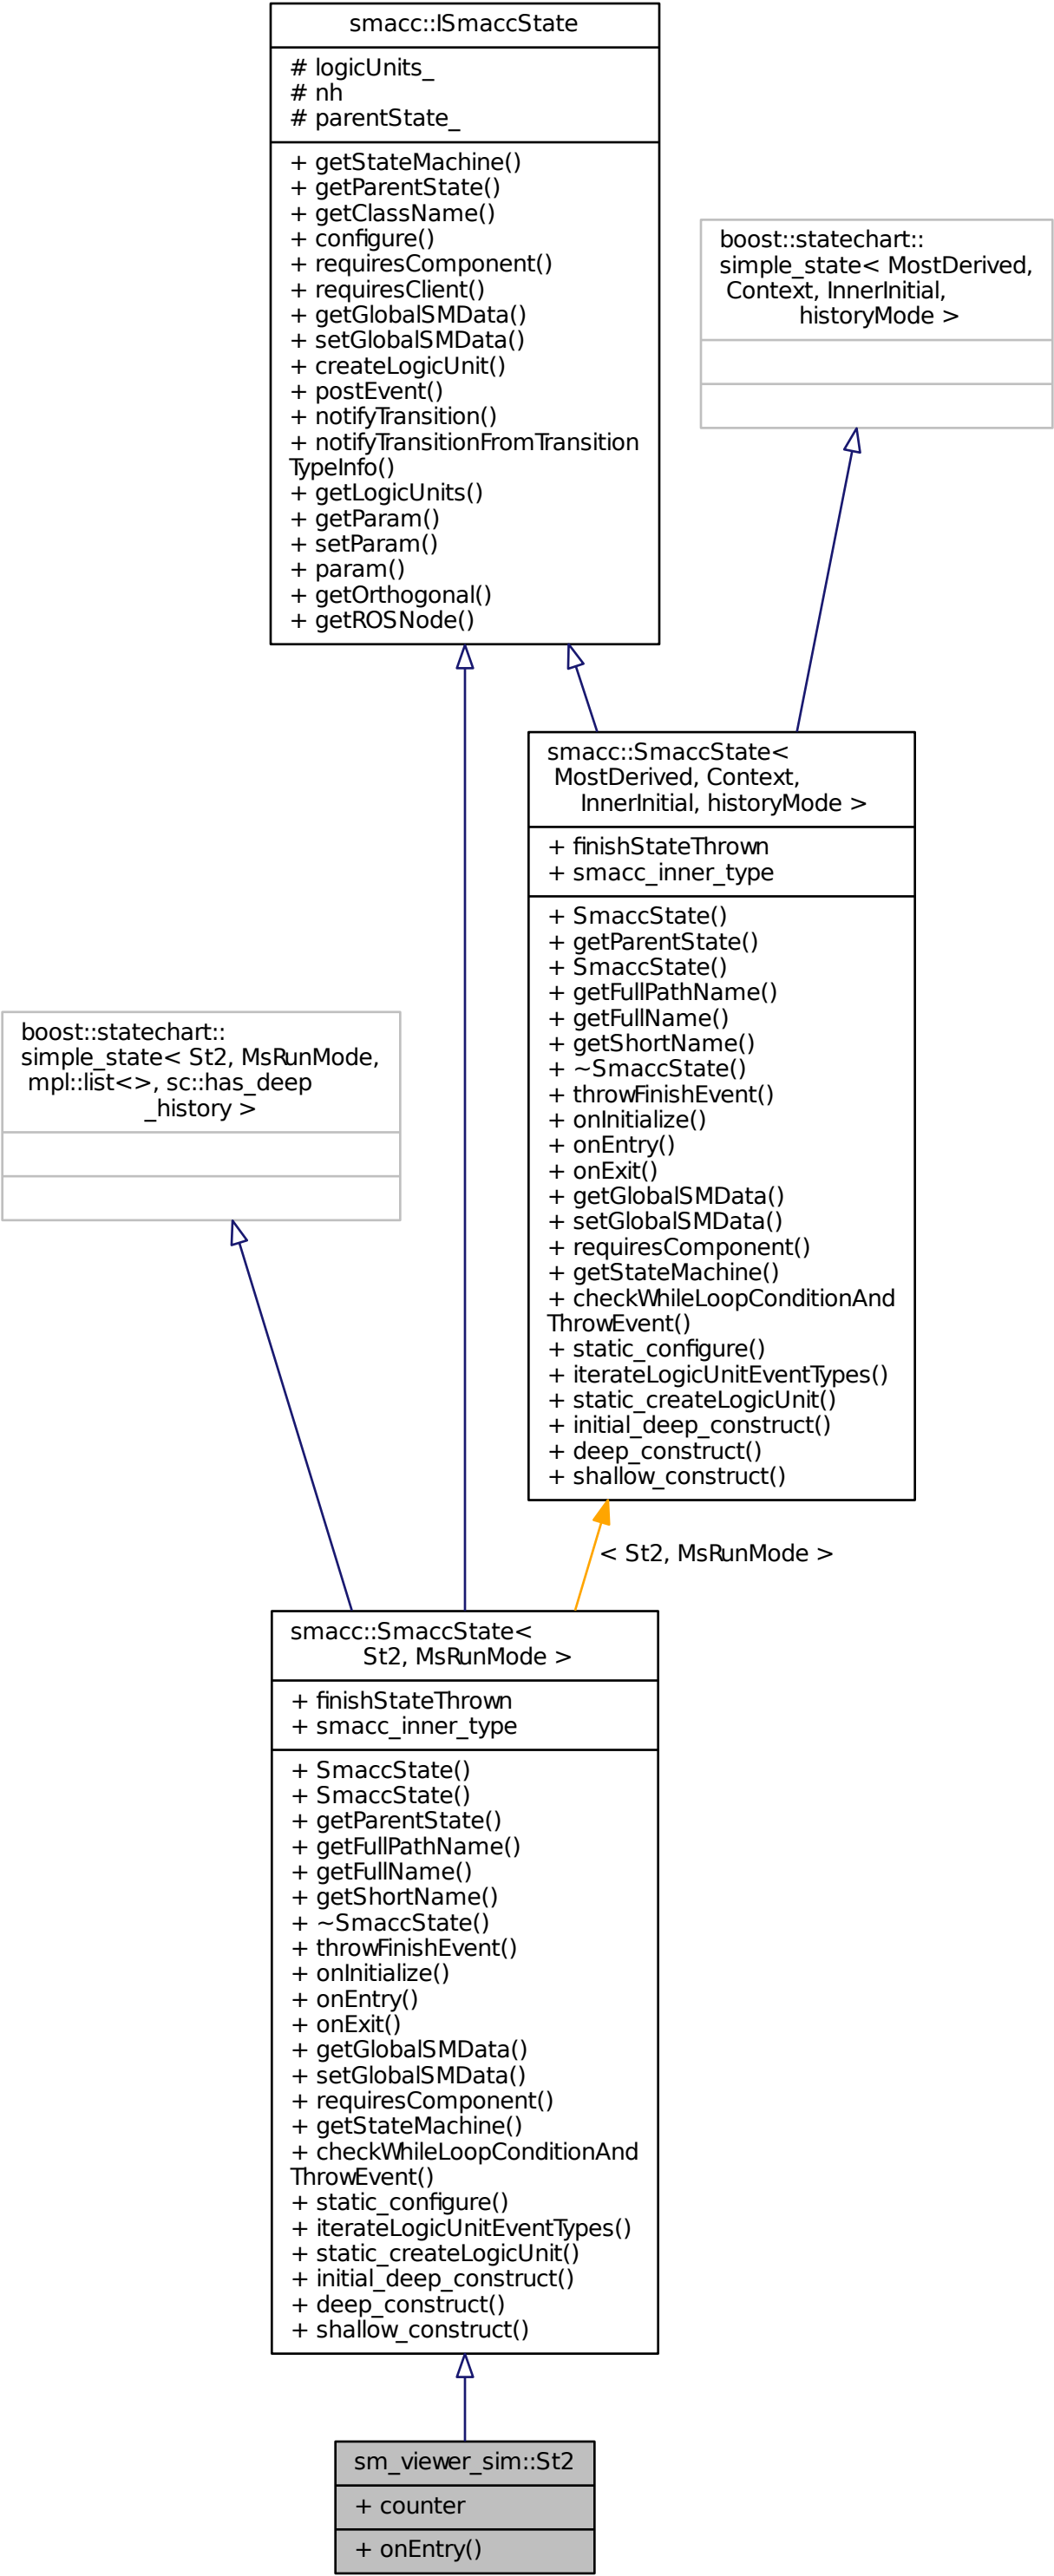 smacc::ISmaccState
# logicUnits_
# nh
# parentState_
+ getStateMachine()
+ getParentState()
+ getClassName()
+ configure()
+ requiresComponent()
+ requiresClient()
+ getGlobalSMData()
+ setGlobalSMData()
+ createLogicUnit()
+ postEvent()
+ notifyTransition()
+ notifyTransitionFromTransition
TypeInfo()
+ getLogicUnits()
+ getParam()
+ setParam()
+ param()
+ getOrthogonal()
+ getROSNode()
boost::statechart::
simple_state< MostDerived,
Context, InnerInitial,
historyMode >
smacc::SmaccState<
MostDerived, Context,
InnerInitial, historyMode >
+ finishStateThrown
+ smacc_inner_type
+ SmaccState()
+ getParentState()
+ SmaccState()
+ getFullPathName()
+ getFullName()
+ getShortName()
+ ~SmaccState()
+ throwFinishEvent()
+ onInitialize()
+ onEntry()
+ onExit()
+ getGlobalSMData()
+ setGlobalSMData()
+ requiresComponent()
+ getStateMachine()
+ checkWhileLoopConditionAnd
ThrowEvent()
+ static_configure()
+ iterateLogicUnitEventTypes()
+ static_createLogicUnit()
+ initial_deep_construct()
+ deep_construct()
+ shallow_construct()
boost::statechart::
simple_state< St2, MsRunMode,
mpl::list<>, sc::has_deep
_history >
< St2, MsRunMode >
smacc::SmaccState<
St2, MsRunMode >
+ finishStateThrown
+ smacc_inner_type
+ SmaccState()
+ SmaccState()
+ getParentState()
+ getFullPathName()
+ getFullName()
+ getShortName()
+ ~SmaccState()
+ throwFinishEvent()
+ onInitialize()
+ onEntry()
+ onExit()
+ getGlobalSMData()
+ setGlobalSMData()
+ requiresComponent()
+ getStateMachine()
+ checkWhileLoopConditionAnd
ThrowEvent()
+ static_configure()
+ iterateLogicUnitEventTypes()
+ static_createLogicUnit()
+ initial_deep_construct()
+ deep_construct()
+ shallow_construct()
sm_viewer_sim::St2
+ counter
+ onEntry()